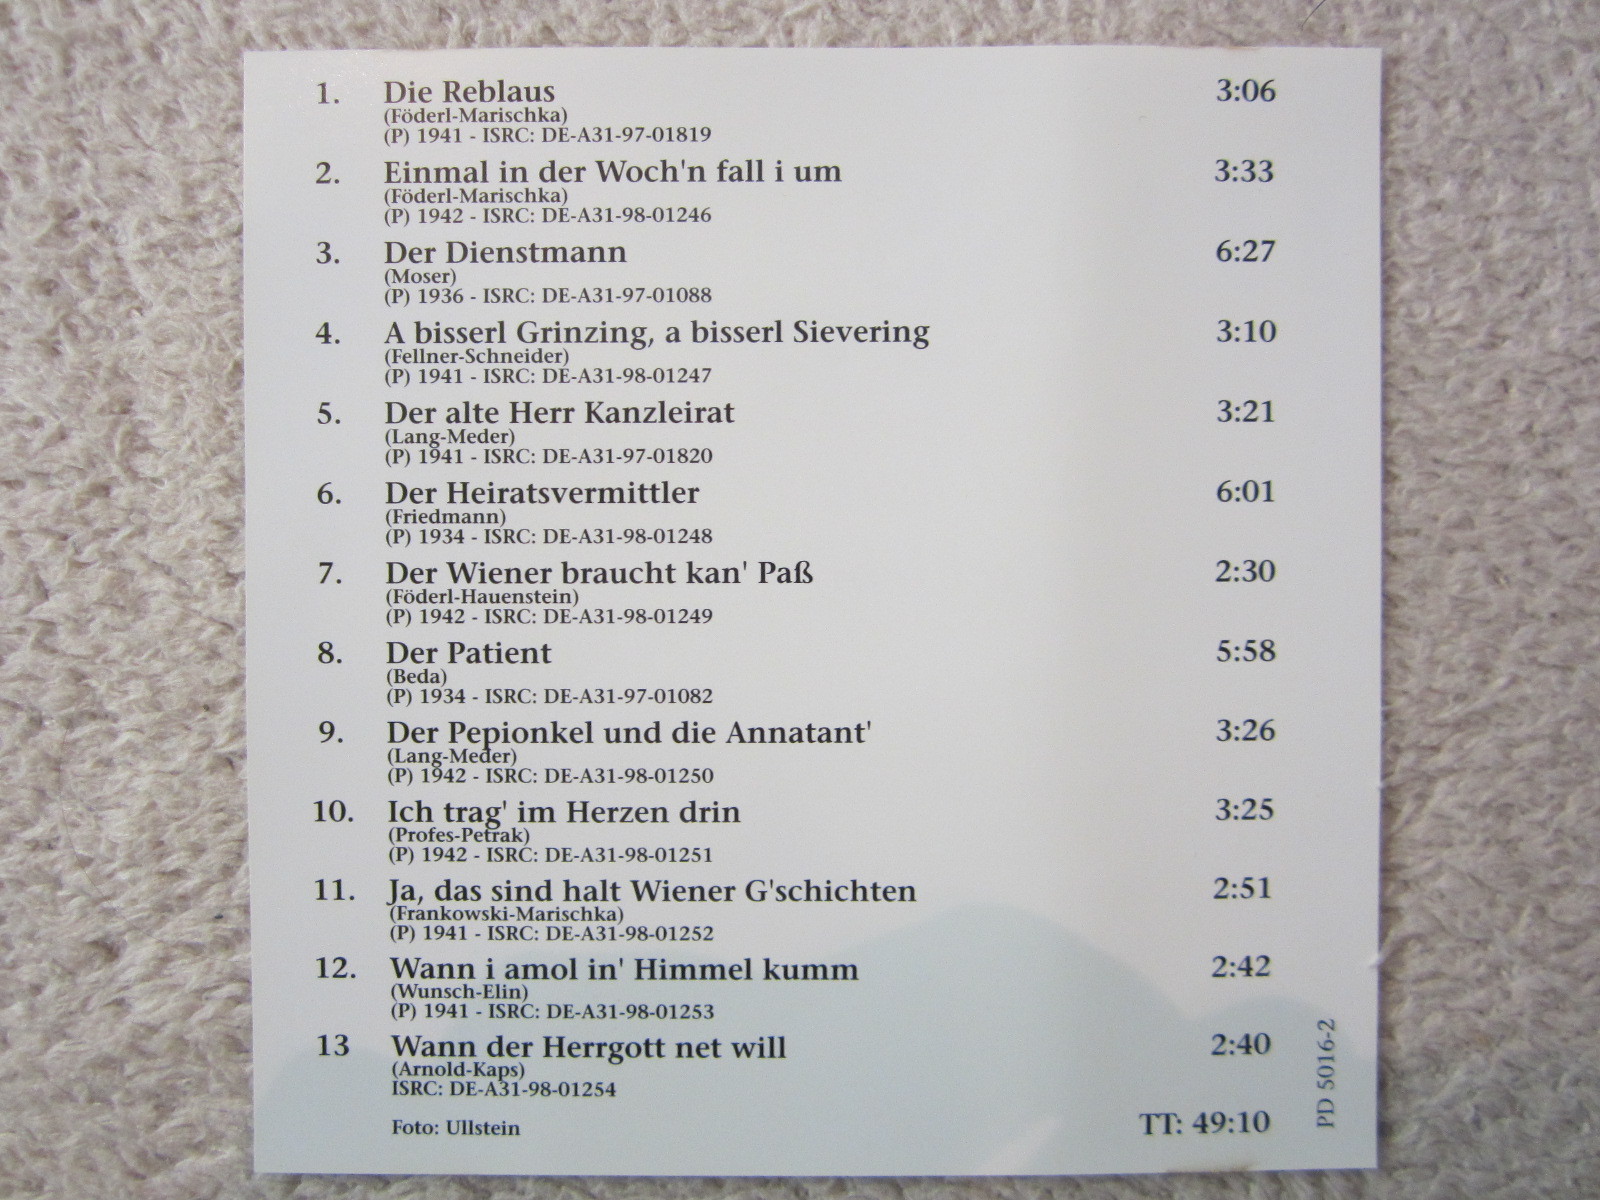 1. Die Reblaus 3:06
(Föderl-Marischka)
(P) 1941 - ISRC: DE-A31-97-01819
2. Einmal in der Woch'n fall i um 3:33
(Föderl-Marischka)
(P) 1942 - ISRC: DE-A31-98-01246
3. Der Dienstmann 6:27
(Moser)
(P) 1936 - ISRC: DE-A31-97-01088
4. A bisserl Grinzing, a bisserl Sievering 3:10
(Fellner-Schneider)
(P) 1941 - ISRC: DE-A31-98-01247
5. Der alte Herr Kanzleirat 3:21
(Lang-Meder)
(P) 1941 - ISRC: DE-A31-97-01820
6. Der Heiratsvermittler 6:01
(Friedmann)
(P) 1934 - ISRC: DE-A31-98-01248
7. Der Wiener braucht kan' Paß 2:30
(Föderl-Hauenstein)
(P) 1942 - ISRC: DE-A31-98-01249
8. Der Patient 5:58
(Beda)
(P) 1934 - ISRC: DE-A31-97-01082
9. Der Pepionkel und die Annatant' 3:26
(Lang-Meder)
(P) 1942 - ISRC: DE-A31-98-01250
10. Ich trag' im Herzen drin 3:25
(Profes-Petrak)
(P) 1942 - ISRC: DE-A31-98-01251
11. Ja, das sind halt Wiener G'schichten 2:51
(Frankowski-Marischka)
(P) 1941 - ISRC: DE-A31-98-01252
12. Wann i amol in' Himmel kumm 2:42
(Wunsch-Elin)
(P) 1941 - ISRC: DE-A31-98-01253
13 Wann der Herrgott net will 2:40
(Arnold-Kaps)
ISRC: DE-A31-98-01254
Foto: Ullstein TT: 49:10
PD 5016-2